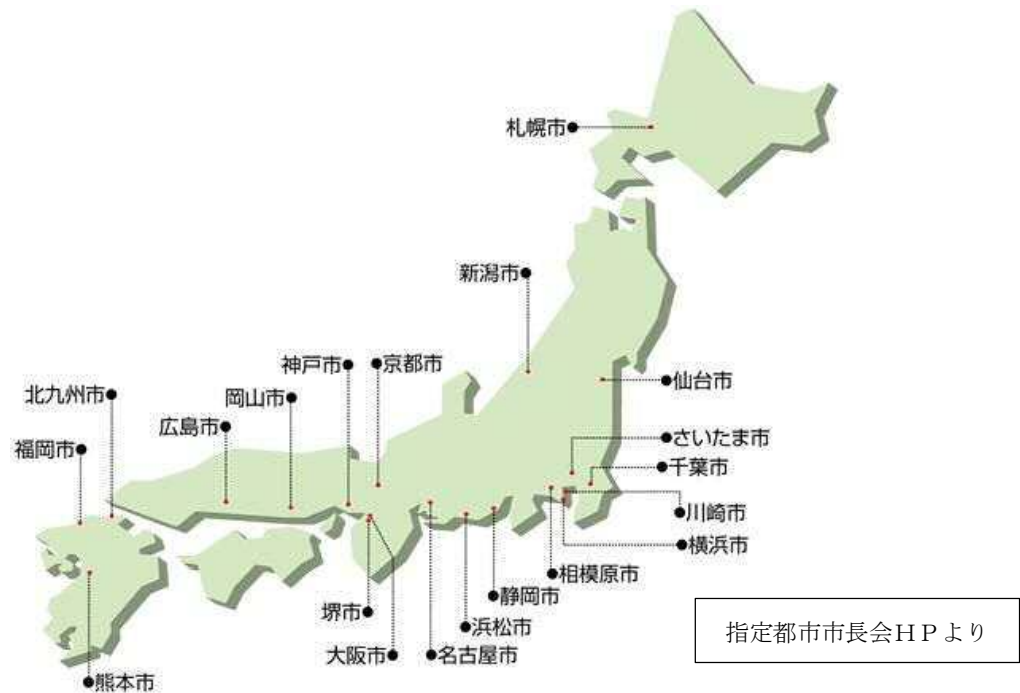 札幌市
新潟市
神戸市
京都市
仙台市
北九州市
岡山市
広島市
福岡市
さいたま市
千葉市
川崎市
横浜市
相模原市
静岡市
堺市
浜松市
大阪市
名古屋市
熊本市
指定都市市長会HPより